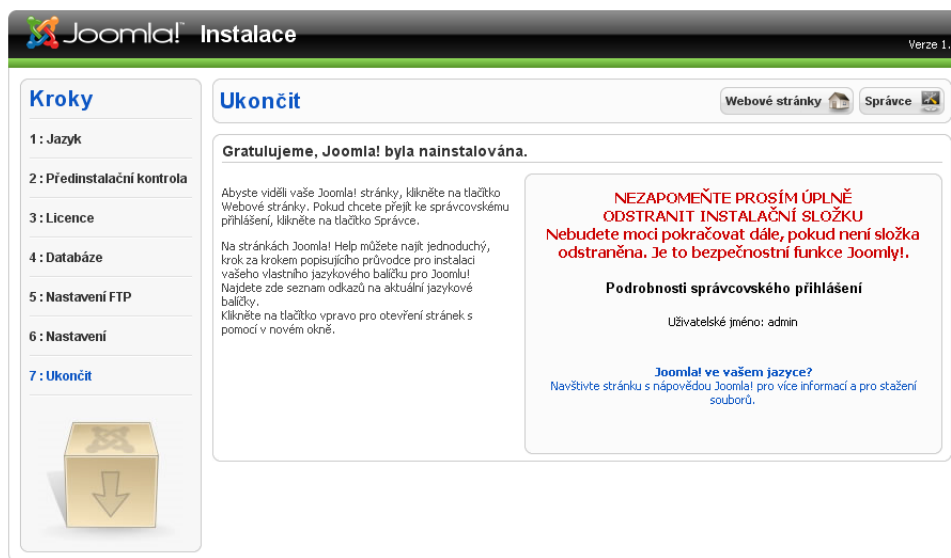 Joomla! Instalace
Verze 1.
Kroky
1 : Jazyk
2 : Předinstalační kontrola
3 : Licence
4 : Databáze
5 : Nastavení FTP
6 : Nastavení
7 : Ukončit
Ukončit
Webové stránky
Správce
Gratulujeme, Joomla! byla nainstalována.
Abyste viděli vaše Joomla! stránky, klikněte na tlačítko
Webové stránky. Pokud chcete přejít ke správcovskému
přihlášení, klikněte na tlačítko Správce.
Na stránkách Joomla! Help můžete najít jednoduchý,
krok za krokem popisujícího průvodce pro instalaci
vašeho vlastního jazykového balíčku pro Joomlu!
Najdete zde seznam odkazů na aktuální jazykové
balíčky.
Klikněte na tlačítko vpravo pro otevření stránek s
pomocí v novém okně.
NEZAPOMEŇTE PROSÍM ÚPLNĚ
ODSTRANIT INSTALAČNÍ SLOŽKU
Nebudete moci pokračovat dále, pokud není složka
odstraněna. Je to bezpečnostní funkce Joomly!.
Podrobnosti správcovského přihlášení
Uživatelské jméno: admin
Joomla! ve vašem jazyce?
Navštivte stránku s nápovědou Joomla! pro více informací a pro stažení
souborů.